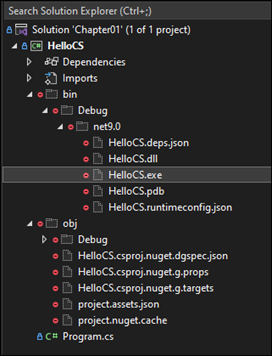 Search Solution Explorer (Ctrl+;)
Solution 'Chapter01' (1 of 1 project)
HelloCS
Dependencies
Imports
bin
Debug
net9.0
HelloCS.deps.json
HelloCS.dll
HelloCS.exe
HelloCS.pdb
HelloCS.runtimeconfig.json
obj
Debug
HelloCS.csproj.nuget.dgspec.json
HelloCS.csproj.nuget.g.props
HelloCS.csproj.nuget.g.targets
project.assets.json
project.nuget.cache
Program.cs